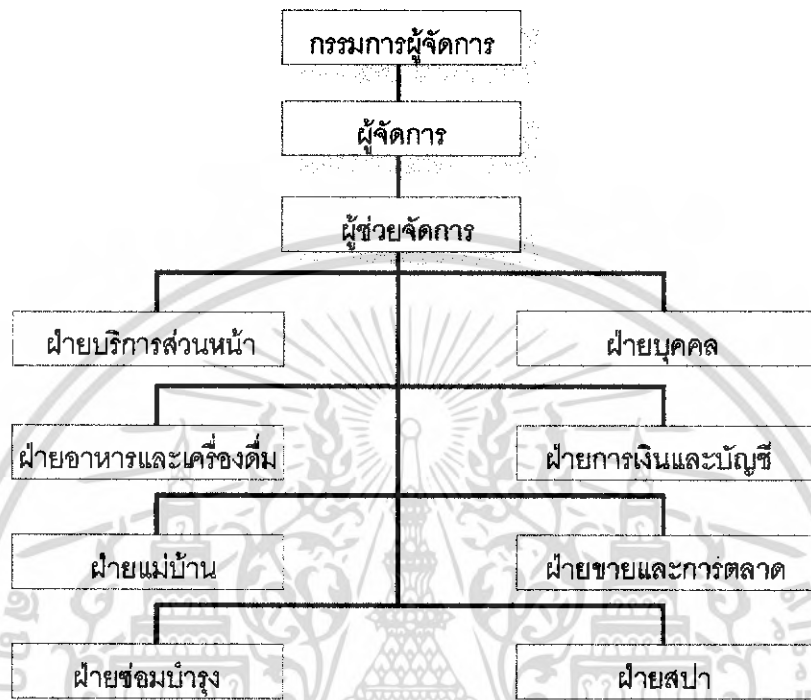 กรรมการผู้จัดการ
ผู้จัดการ
ผู้ช่วยจัดการ
ฝ่ายบริการส่วนหน้า
ฝ่ายบุคคล
ฝ่ายอาหารและเครื่องดื่ม
ฝ่ายการเงินและบัญชี
ฝ่ายแม่บ้าน
ฝ่ายขายและการตลาด
ฝ่ายซ่อมบำรุง
ฝ่ายสปา